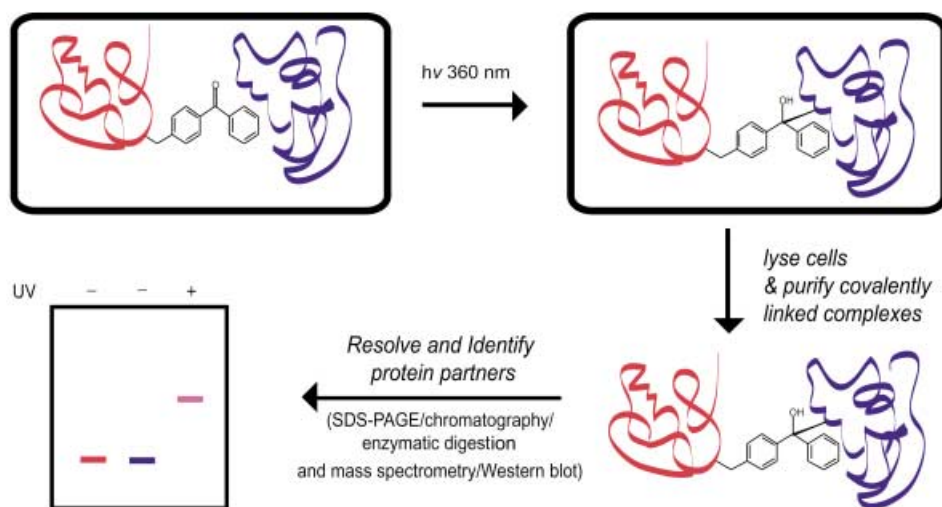 O
hν 360 nm
OH
lyse cells
& purify covalently
linked complexes
UV – – +
Resolve and Identify
protein partners
(SDS-PAGE/chromatography/
enzymatic digestion
and mass spectrometry/Western blot)
OH